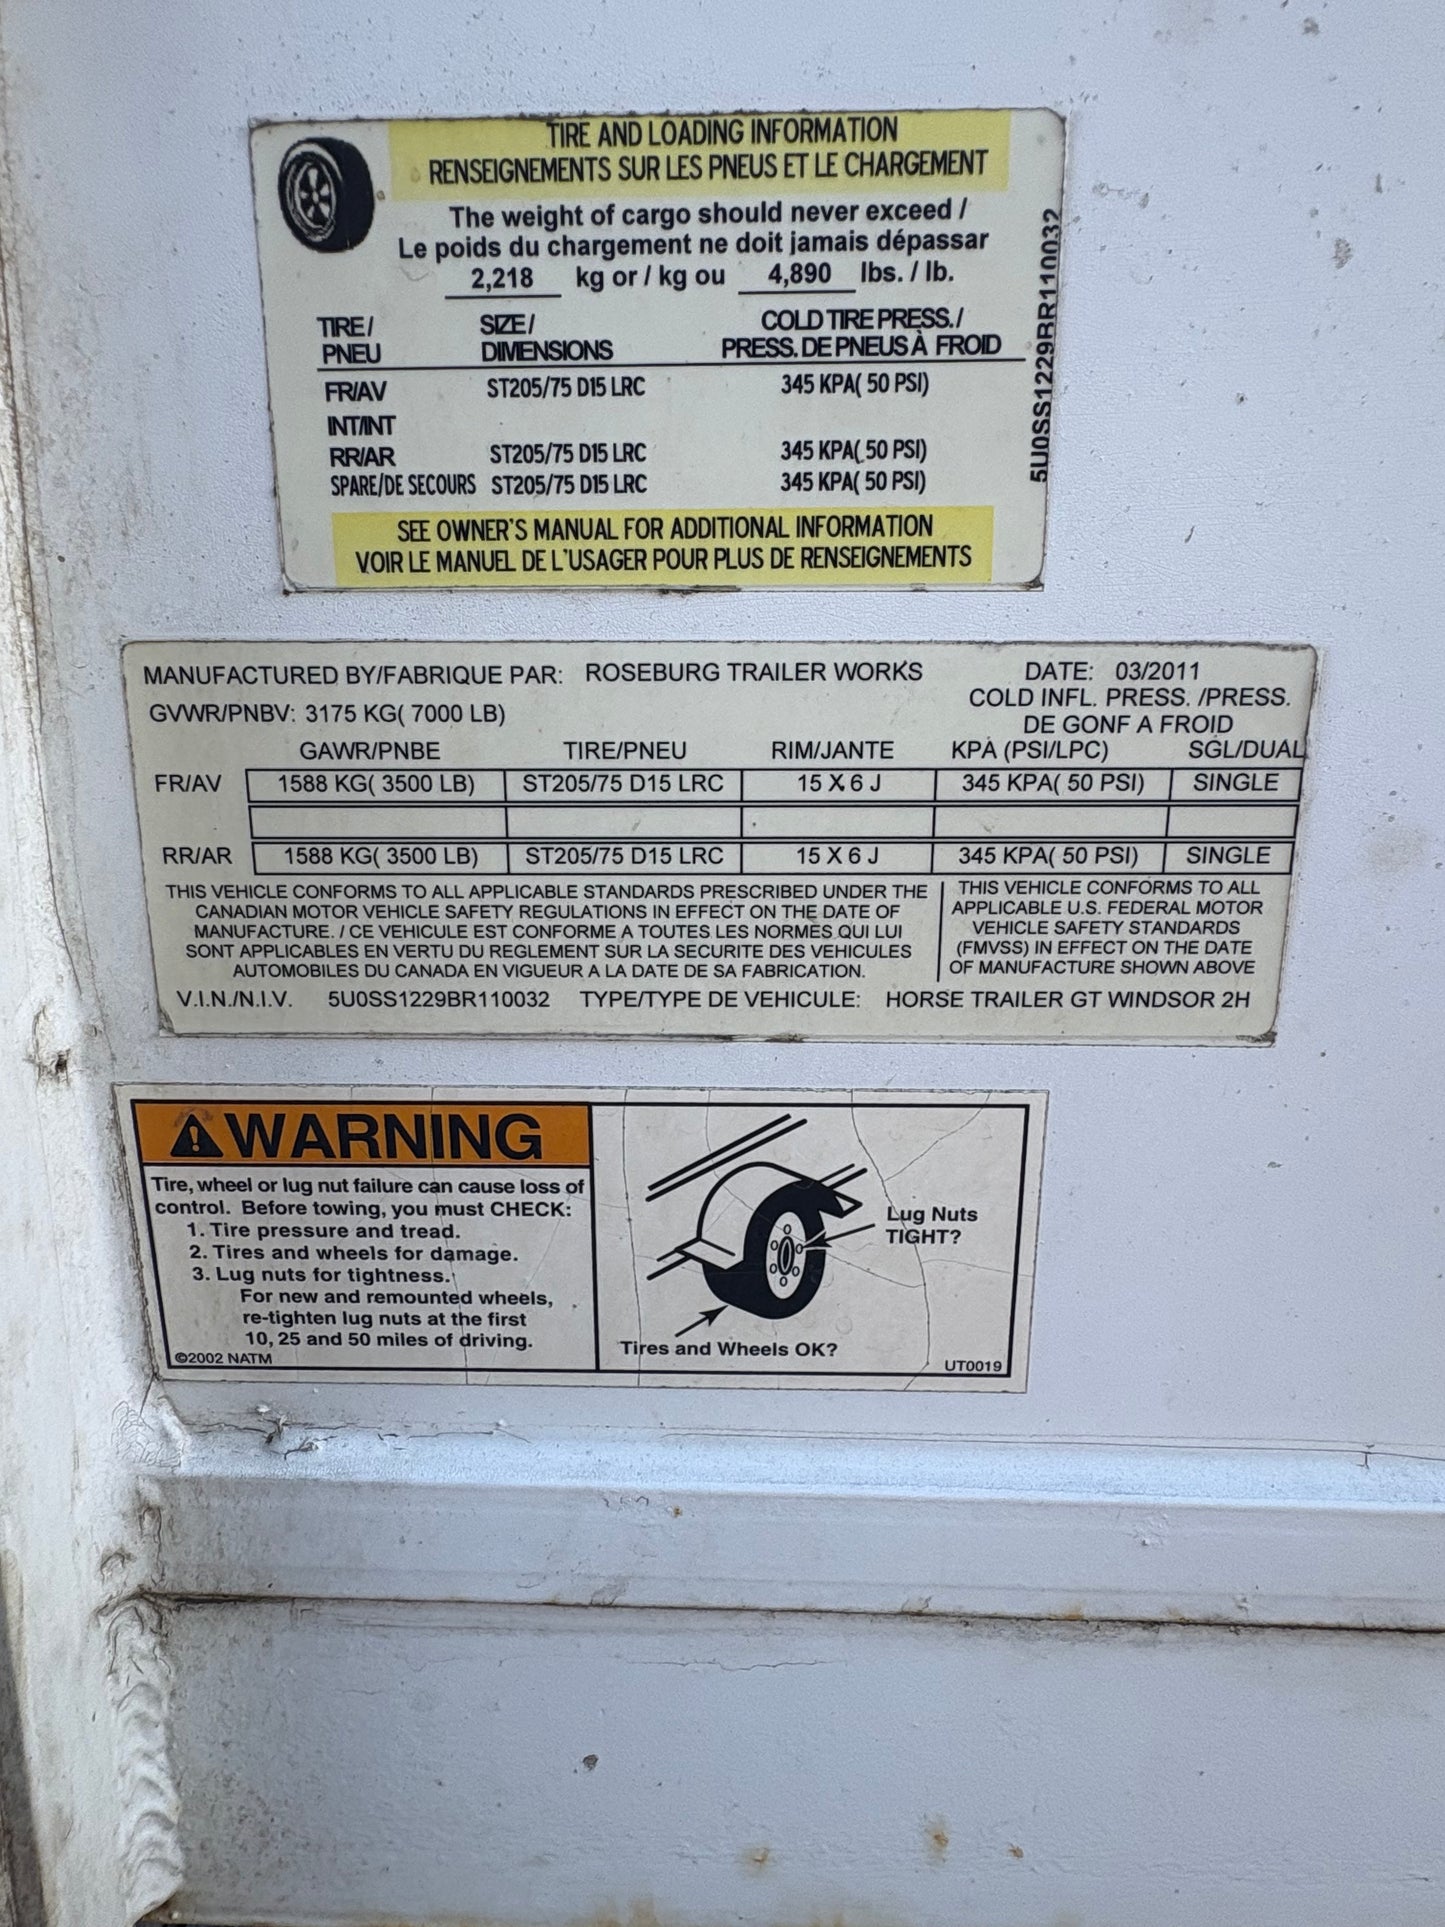 TIRE AND LOADING INFORMATION
RENSEIGNEMENTS SUR LES PNEUS ET LE CHARGEMENT
The weight of cargo should never exceed /
Le poids du chargement ne doit jamais dépassar
2,218 kg or / kg ou 4,890 lbs. / lb.
TIRE / SIZE / COLD TIRE PRESS. /
PNEU DIMENSIONS PRESS. DE PNEUS À FROID
FR/AV ST205/75 D15 LRC 345 KPA( 50 PSI)
INT/INT
RR/AR ST205/75 D15 LRC 345 KPA( 50 PSI)
SPARE/DE SECOURS ST205/75 D15 LRC 345 KPA( 50 PSI)
SEE OWNER'S MANUAL FOR ADDITIONAL INFORMATION
VOIR LE MANUEL DE L'USAGER POUR PLUS DE RENSEIGNEMENTS
5U0SS1229BR110032
MANUFACTURED BY/FABRIQUE PAR: ROSEBURG TRAILER WORKS DATE: 03/2011
GVWR/PNBV: 3175 KG( 7000 LB) COLD INFL. PRESS. /PRESS.
DE GONF A FROID
GAWR/PNBE TIRE/PNEU RIM/JANTE KPA (PSI/LPC) SGL/DUAL
FR/AV 1588 KG( 3500 LB) ST205/75 D15 LRC 15 X 6 J 345 KPA( 50 PSI) SINGLE
RR/AR 1588 KG( 3500 LB) ST205/75 D15 LRC 15 X 6 J 345 KPA( 50 PSI) SINGLE
THIS VEHICLE CONFORMS TO ALL APPLICABLE STANDARDS PRESCRIBED UNDER THE
CANADIAN MOTOR VEHICLE SAFETY REGULATIONS IN EFFECT ON THE DATE OF
MANUFACTURE. / CE VEHICULE EST CONFORME A TOUTES LES NORMES QUI LUI
SONT APPLICABLES EN VERTU DU REGLEMENT SUR LA SECURITE DES VEHICULES
AUTOMOBILES DU CANADA EN VIGUEUR A LA DATE DE SA FABRICATION.
THIS VEHICLE CONFORMS TO ALL
APPLICABLE U.S. FEDERAL MOTOR
VEHICLE SAFETY STANDARDS
(FMVSS) IN EFFECT ON THE DATE
OF MANUFACTURE SHOWN ABOVE
V.I.N./N.I.V. 5U0SS1229BR110032 TYPE/TYPE DE VEHICULE: HORSE TRAILER GT WINDSOR 2H
WARNING
Tire, wheel or lug nut failure can cause loss of
control. Before towing, you must CHECK:
1. Tire pressure and tread.
2. Tires and wheels for damage.
3. Lug nuts for tightness.
For new and remounted wheels,
re-tighten lug nuts at the first
10, 25 and 50 miles of driving.
©2002 NATM
Lug Nuts
TIGHT?
Tires and Wheels OK?
UT0019